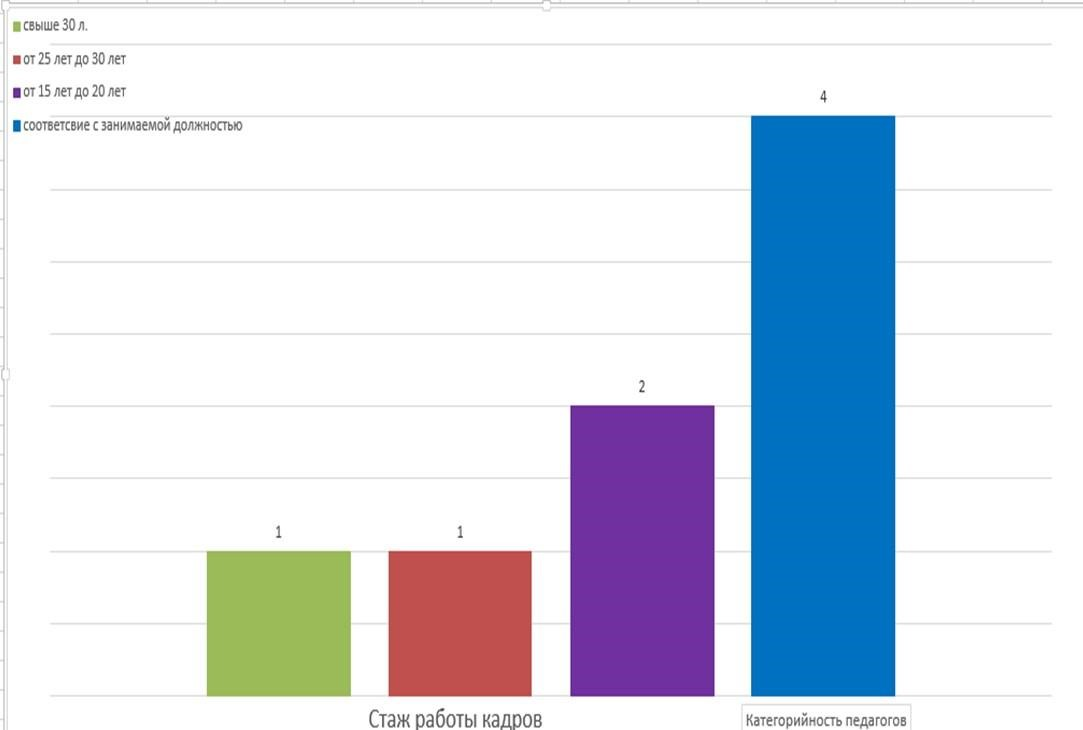 свыше 30 л.
от 25 лет до 30 лет
от 15 лет до 20 лет
соответсвие с занимаемой должностью
4
2
1
1
Стаж работы кадров
Категорийность педагогов